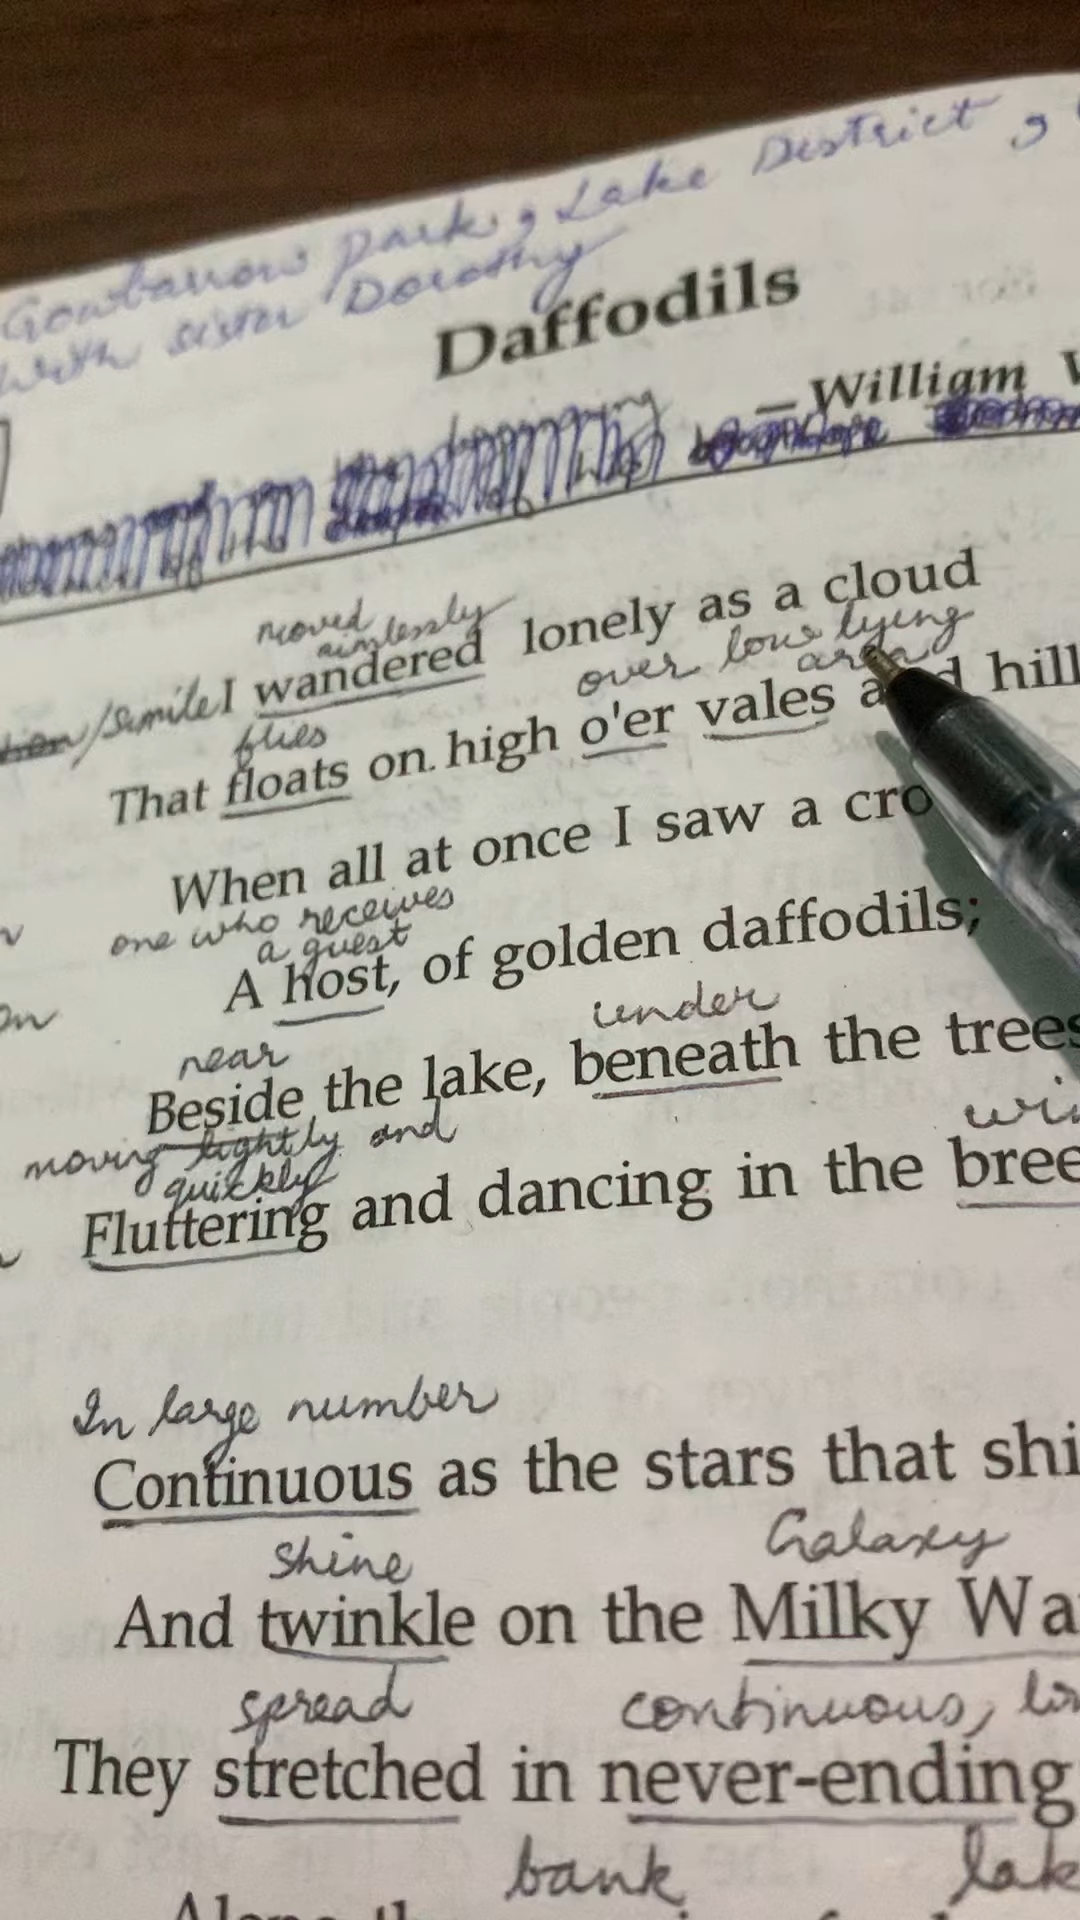 Gowbarrow park, Lake District,
with sister Dorothy
Daffodils
—William
moved
aimlessly
/simile I wandered lonely as a cloud
over low lying
area
flies
That floats on high o'er vales a d hill
When all at once I saw a cro
one who receives
a guest
A host, of golden daffodils;
near
under
Beside the lake, beneath the trees
moving lightly and
quickly
wi
Fluttering and dancing in the bree
In large number
Continuous as the stars that shi
Shine
Galaxy
And twinkle on the Milky Wa
spread
continuous,
They stretched in never-ending
bank
lak